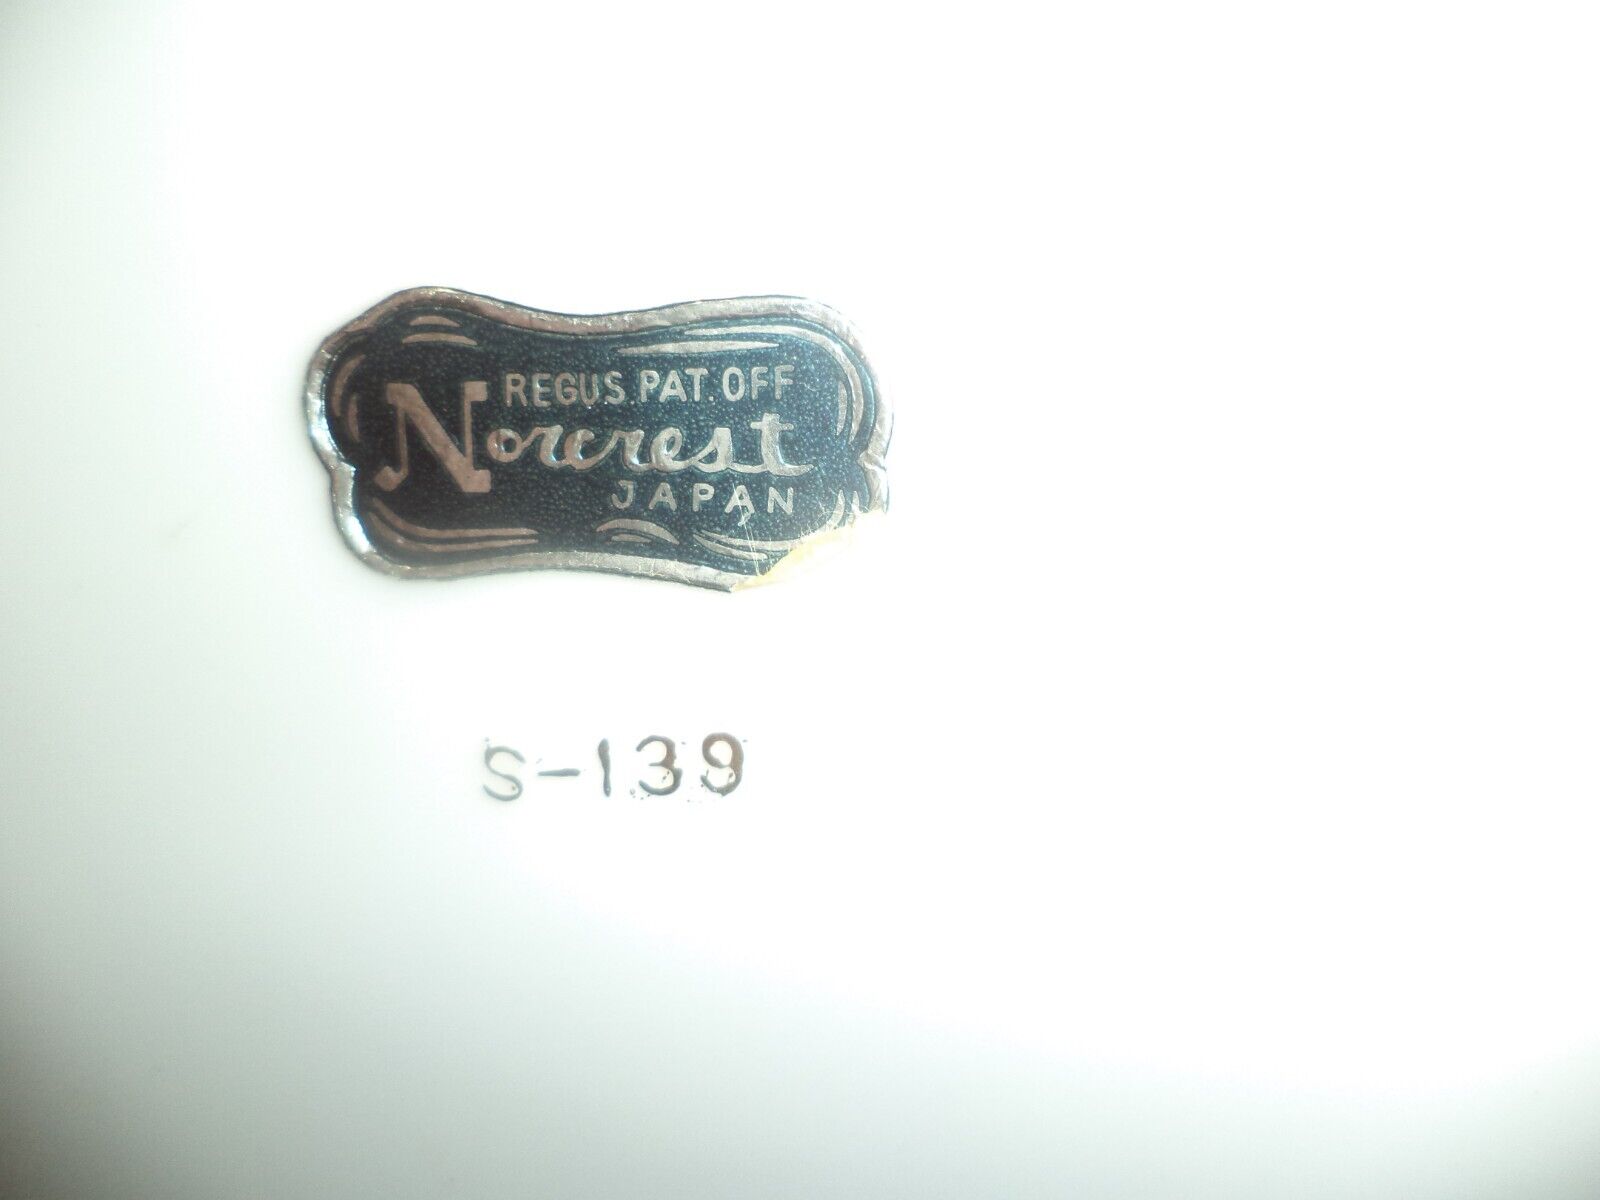 REG U.S. PAT. OFF
Norcrest
JAPAN
S-139